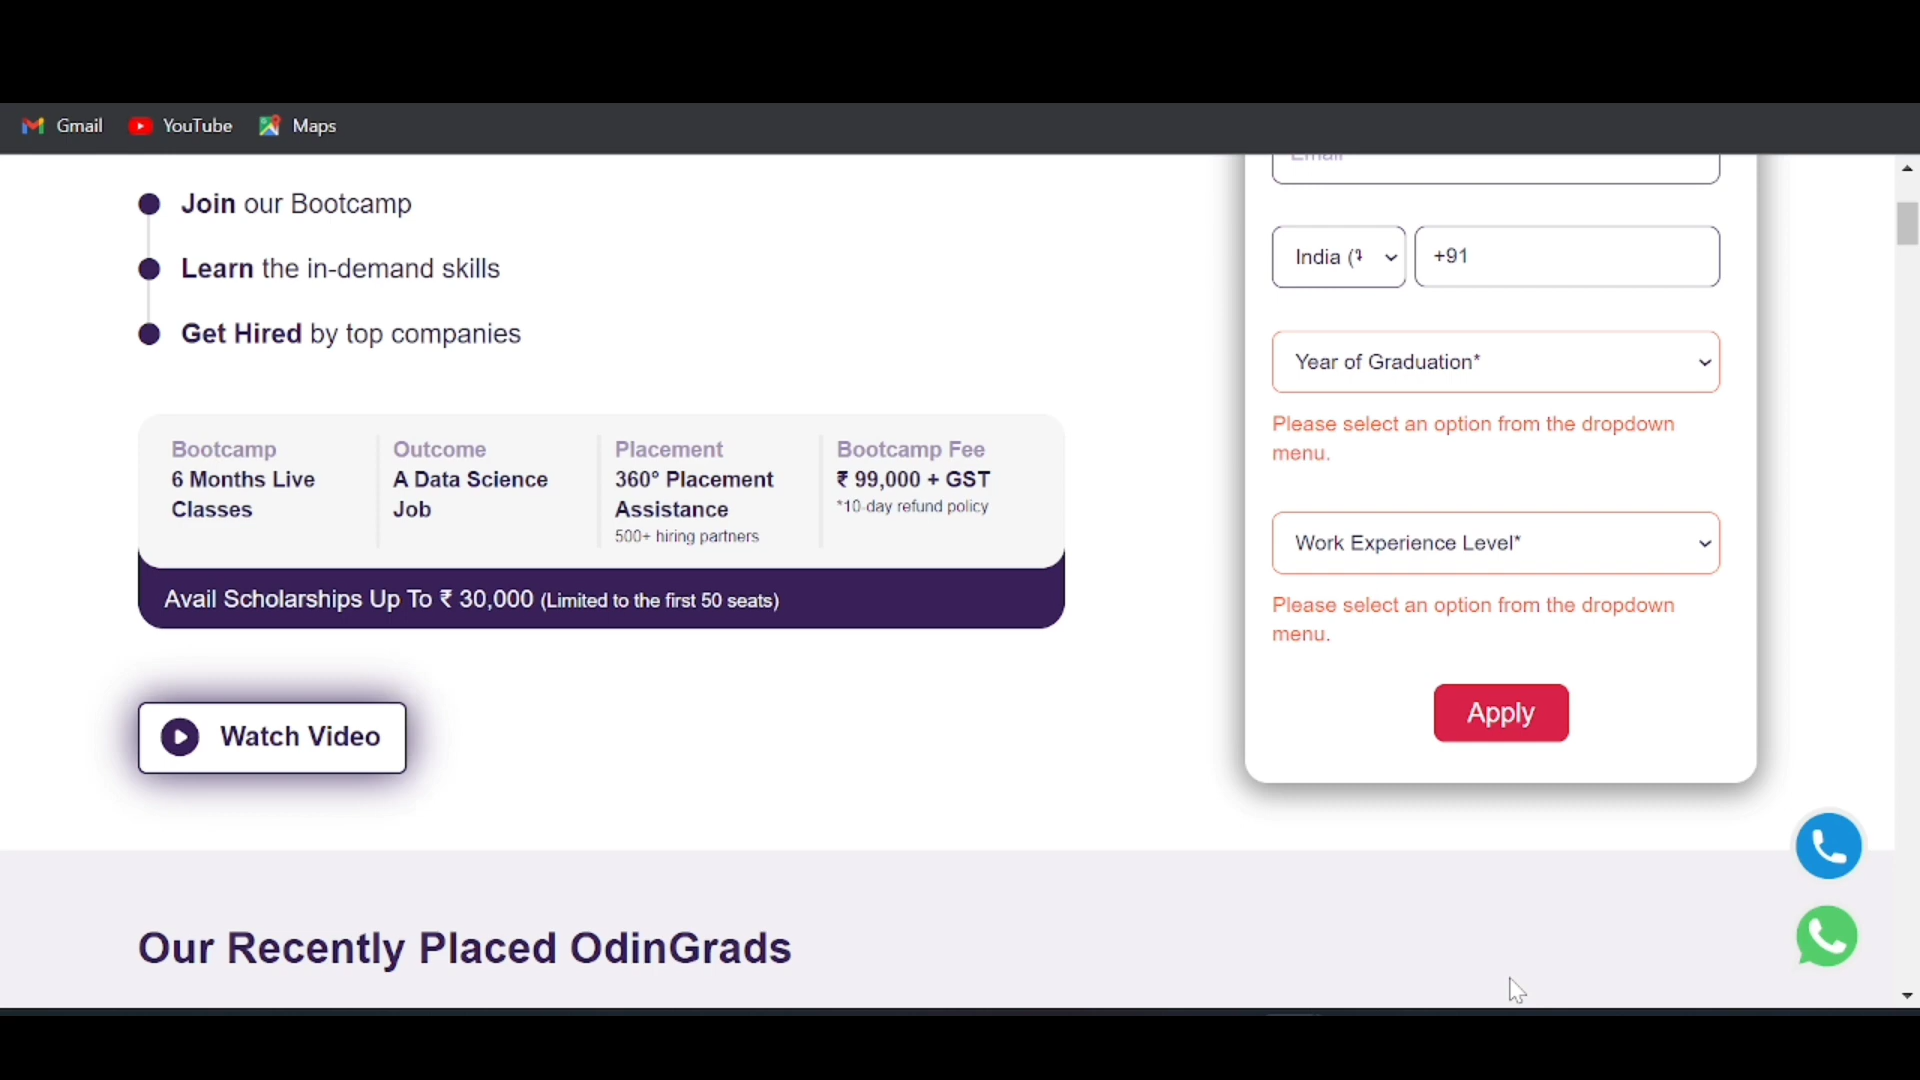 Gmail YouTube Maps
Join our Bootcamp
Learn the in-demand skills
Get Hired by top companies
Bootcamp
6 Months Live
Classes
Outcome
A Data Science
Job
Placement
360° Placement
Assistance
500+ hiring partners
Bootcamp Fee
₹ 99,000 + GST
*10-day refund policy
Avail Scholarships Up To ₹ 30,000 (Limited to the first 50 seats)
Watch Video
Email
India (
+91
Year of Graduation*
Please select an option from the dropdown
menu.
Work Experience Level*
Please select an option from the dropdown
menu.
Apply
Our Recently Placed OdinGrads